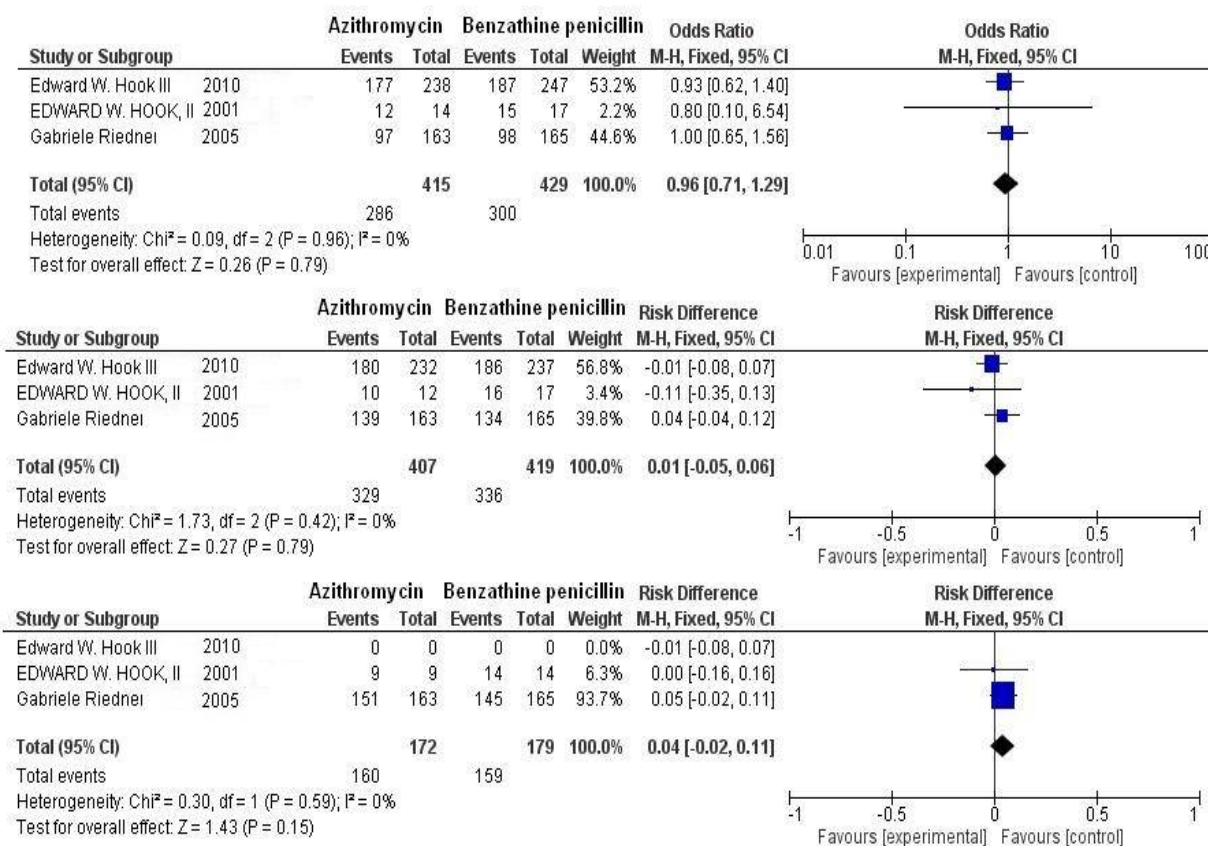 Azithromycin Benzathine penicillin Odds Ratio Odds Ratio
Study or Subgroup Events Total Events Total Weight M-H, Fixed, 95% CI M-H, Fixed, 95% CI
Edward W. Hook III 2010 177 238 187 247 53.2% 0.93 [0.62, 1.40]
EDWARD W. HOOK, II 2001 12 14 15 17 2.2% 0.80 [0.10, 6.54]
Gabriele Riedner 2005 97 163 98 165 44.6% 1.00 [0.65, 1.56]
Total (95% CI) 415 429 100.0% 0.96 [0.71, 1.29]
Total events 286 300
Heterogeneity: Chi² = 0.09, df = 2 (P = 0.96); I² = 0%
Test for overall effect: Z = 0.26 (P = 0.79)
0.01 0.1 1 10 100
Favours [experimental] Favours [control]
Azithromycin Benzathine penicillin Risk Difference Risk Difference
Study or Subgroup Events Total Events Total Weight M-H, Fixed, 95% CI M-H, Fixed, 95% CI
Edward W. Hook III 2010 180 232 186 237 56.8% -0.01 [-0.08, 0.07]
EDWARD W. HOOK, II 2001 10 12 16 17 3.4% -0.11 [-0.35, 0.13]
Gabriele Riedner 2005 139 163 134 165 39.8% 0.04 [-0.04, 0.12]
Total (95% CI) 407 419 100.0% 0.01 [-0.05, 0.06]
Total events 329 336
Heterogeneity: Chi² = 1.73, df = 2 (P = 0.42); I² = 0%
Test for overall effect: Z = 0.27 (P = 0.79)
-1 -0.5 0 0.5 1
Favours [experimental] Favours [control]
Azithromycin Benzathine penicillin Risk Difference Risk Difference
Study or Subgroup Events Total Events Total Weight M-H, Fixed, 95% CI M-H, Fixed, 95% CI
Edward W. Hook III 2010 0 0 0 0 0.0% -0.01 [-0.08, 0.07]
EDWARD W. HOOK, II 2001 9 9 14 14 6.3% 0.00 [-0.16, 0.16]
Gabriele Riedner 2005 151 163 145 165 93.7% 0.05 [-0.02, 0.11]
Total (95% CI) 172 179 100.0% 0.04 [-0.02, 0.11]
Total events 160 159
Heterogeneity: Chi² = 0.30, df = 1 (P = 0.59); I² = 0%
Test for overall effect: Z = 1.43 (P = 0.15)
-1 -0.5 0 0.5 1
Favours [experimental] Favours [control]